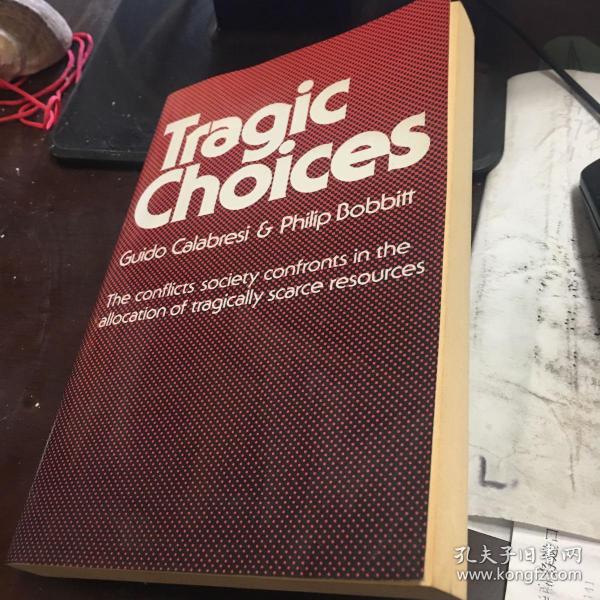 Tragic
Choices
Guido Calabresi & Philip Bobbitt
The conflicts society confronts in the
allocation of tragically scarce resources
L.
孔夫子旧书网
www.kongfz.com